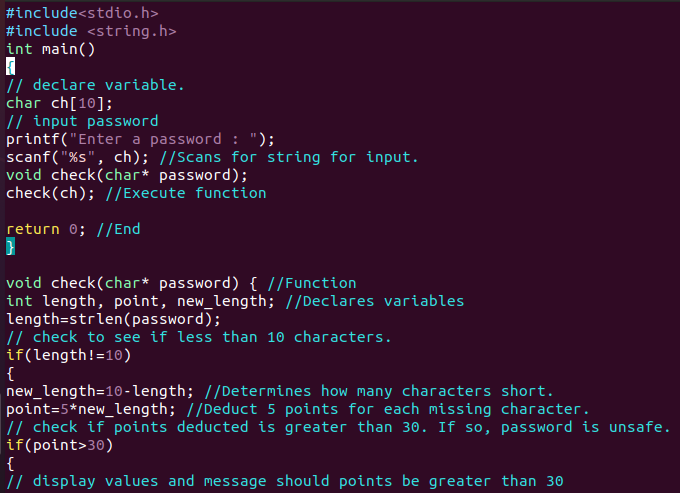 #include<stdio.h>
#include <string.h>
int main()
{
// declare variable.
char ch[10];
// input password
printf("Enter a password : ");
scanf("%s", ch); //Scans for string for input.
void check(char* password);
check(ch); //Execute function
return 0; //End
}
void check(char* password) { //Function
int length, point, new_length; //Declares variables
length=strlen(password);
// check to see if less than 10 characters.
if(length!=10)
{
new_length=10-length; //Determines how many characters short.
point=5*new_length; //Deduct 5 points for each missing character.
// check if points deducted is greater than 30. If so, password is unsafe.
if(point>30)
{
// display values and message should points be greater than 30